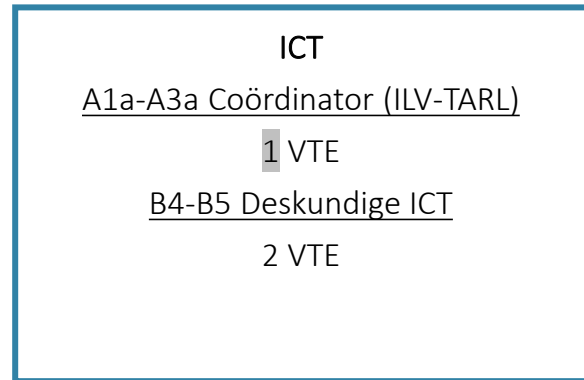 ICT
A1a-A3a Coördinator (ILV-TARL)
1 VTE
B4-B5 Deskundige ICT
2 VTE